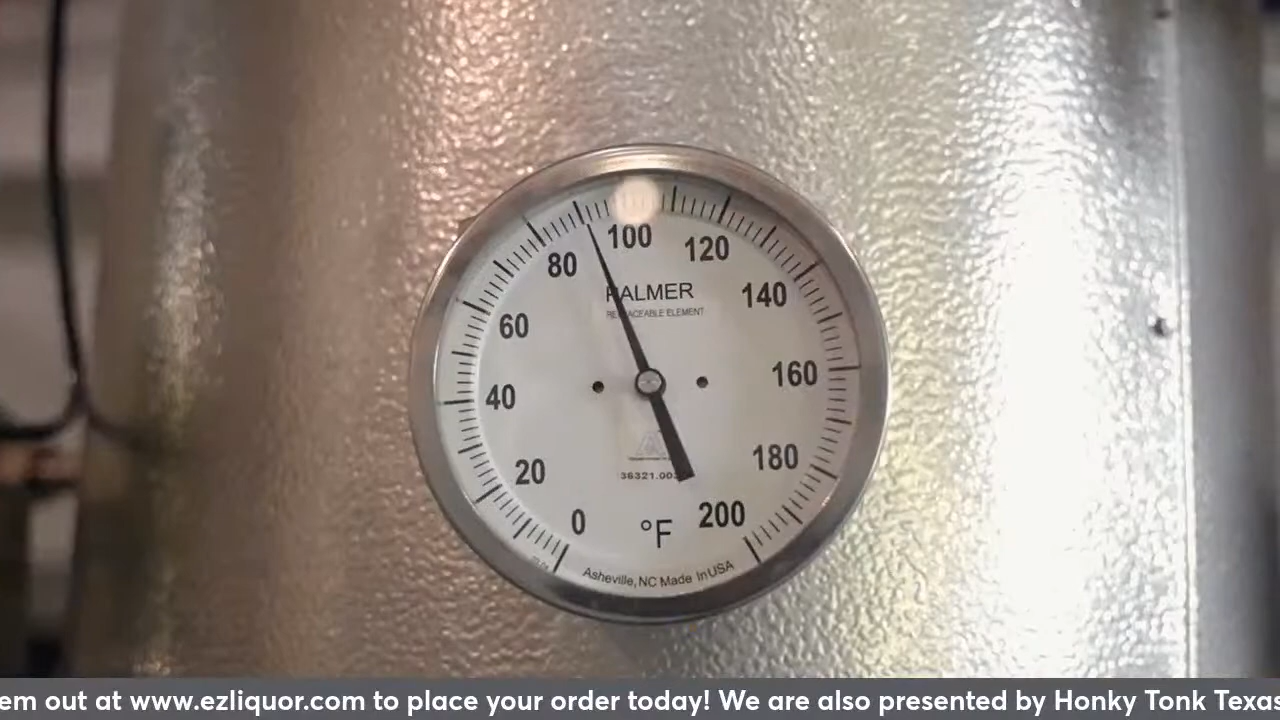 100
120
80
PALMER
140
REPLACEABLE ELEMENT
60
160
40
180
20
36321.00
200
0
°F
Asheville, NC Made In USA
em out at www.ezliquor.com to place your order today! We are also presented by Honky Tonk Texas